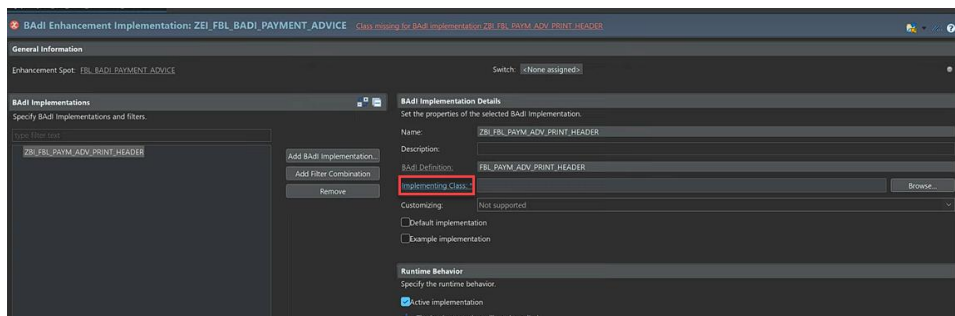 BAdI Enhancement Implementation: ZEI_FBL_BADI_PAYMENT_ADVICE Class missing for BAdI implementation ZBI_FBL_PAYM_ADV_PRINT_HEADER
General Information
Enhancement Spot: FBL_BADI_PAYMENT_ADVICE Switch: <None assigned>
BAdI Implementations
Specify BAdI Implementations and filters.
type filter text
ZBI_FBL_PAYM_ADV_PRINT_HEADER
Add BAdI Implementation...
Add Filter Combination
Remove
BAdI Implementation Details
Set the properties of the selected BAdI Implementation.
Name: ZBI_FBL_PAYM_ADV_PRINT_HEADER
Description:
BAdI Definition: FBL_PAYM_ADV_PRINT_HEADER
Implementing Class: * Browse...
Customizing: Not supported
Default implementation
Example implementation
Runtime Behavior
Specify the runtime behavior.
Active implementation